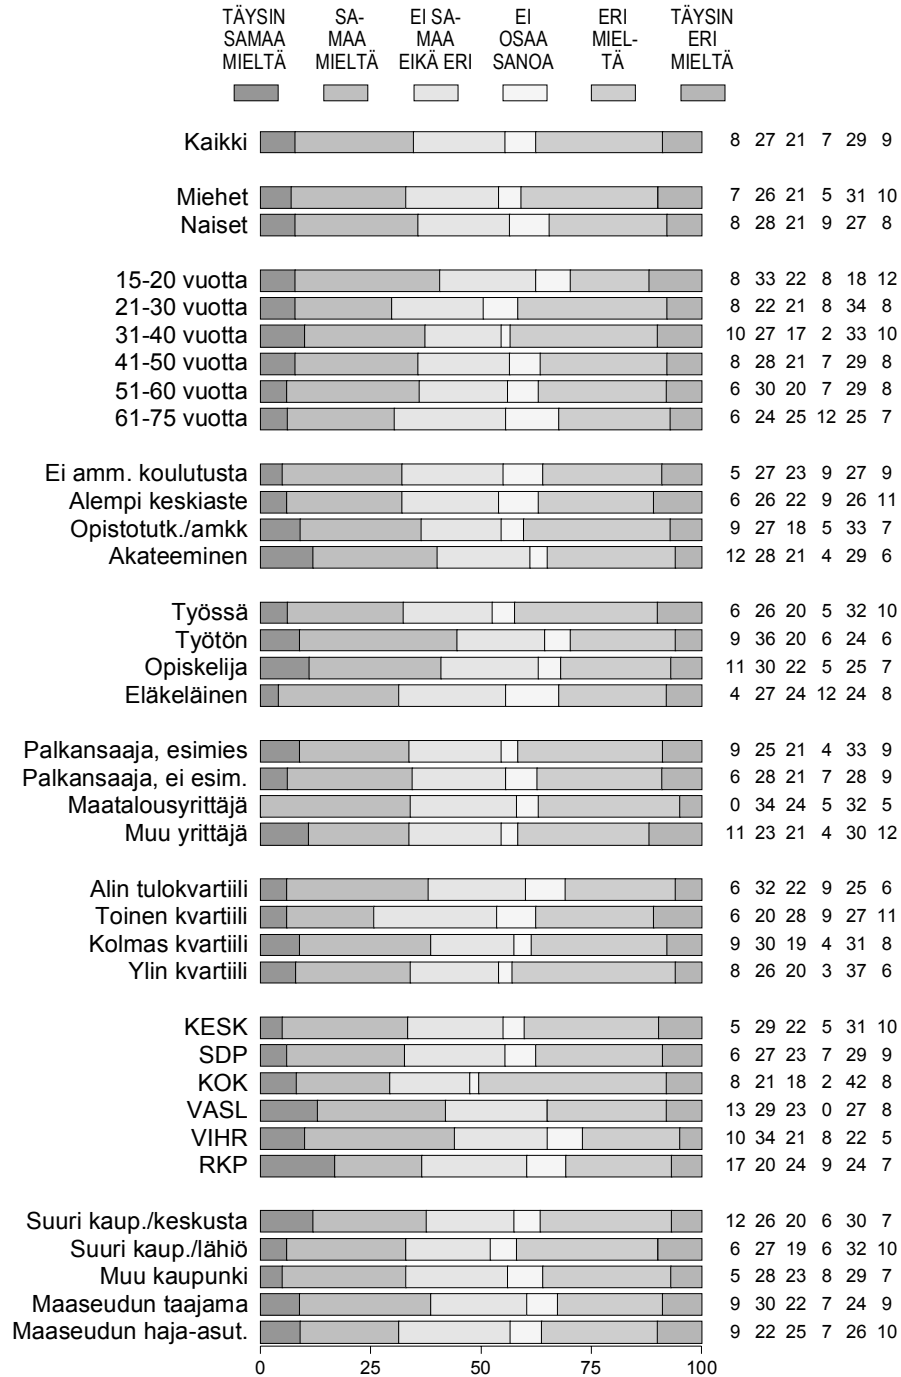 TÄYSIN SA- EI SA- EI ERI TÄYSIN
SAMAA MAA MAA OSAA MIEL- ERI
MIELTÄ MIELTÄ EIKÄ ERI SANOA TÄ MIELTÄ
Kaikki 8 27 21 7 29 9
Miehet 7 26 21 5 31 10
Naiset 8 28 21 9 27 8
15-20 vuotta 8 33 22 8 18 12
21-30 vuotta 8 22 21 8 34 8
31-40 vuotta 10 27 17 2 33 10
41-50 vuotta 8 28 21 7 29 8
51-60 vuotta 6 30 20 7 29 8
61-75 vuotta 6 24 25 12 25 7
Ei amm. koulutusta 5 27 23 9 27 9
Alempi keskiaste 6 26 22 9 26 11
Opistotutk./amkk 9 27 18 5 33 7
Akateeminen 12 28 21 4 29 6
Työssä 6 26 20 5 32 10
Työtön 9 36 20 6 24 6
Opiskelija 11 30 22 5 25 7
Eläkeläinen 4 27 24 12 24 8
Palkansaaja, esimies 9 25 21 4 33 9
Palkansaaja, ei esim. 6 28 21 7 28 9
Maatalousyrittäjä 0 34 24 5 32 5
Muu yrittäjä 11 23 21 4 30 12
Alin tulokvartiili 6 32 22 9 25 6
Toinen kvartiili 6 20 28 9 27 11
Kolmas kvartiili 9 30 19 4 31 8
Ylin kvartiili 8 26 20 3 37 6
KESK 5 29 22 5 31 10
SDP 6 27 23 7 29 9
KOK 8 21 18 2 42 8
VASL 13 29 23 0 27 8
VIHR 10 34 21 8 22 5
RKP 17 20 24 9 24 7
Suuri kaup./keskusta 12 26 20 6 30 7
Suuri kaup./lähiö 6 27 19 6 32 10
Muu kaupunki 5 28 23 8 29 7
Maaseudun taajama 9 30 22 7 24 9
Maaseudun haja-asut. 9 22 25 7 26 10
0 25 50 75 100